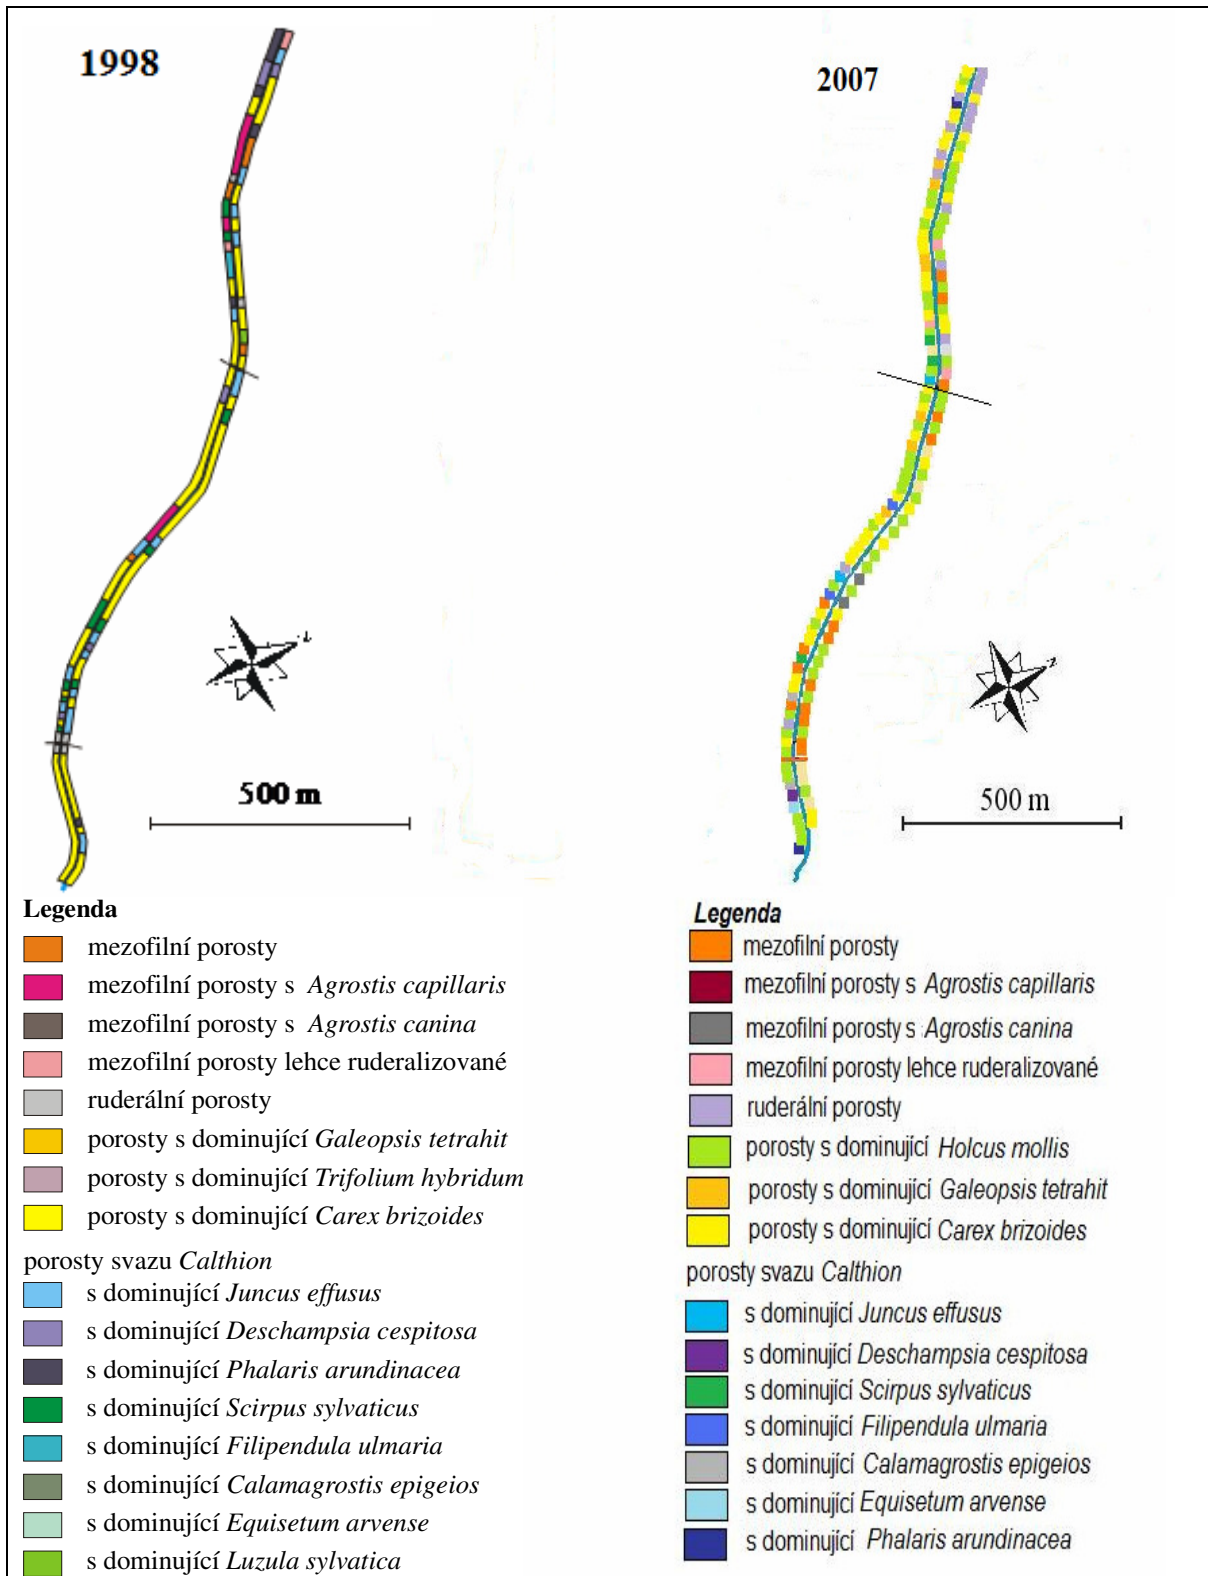 1998
500 m
Legenda
mezofilní porosty
mezofilní porosty s Agrostis capillaris
mezofilní porosty s Agrostis canina
mezofilní porosty lehce ruderalizované
ruderální porosty
porosty s dominující Galeopsis tetrahit
porosty s dominující Trifolium hybridum
porosty s dominující Carex brizoides
porosty svazu Calthion
s dominující Juncus effusus
s dominující Deschampsia cespitosa
s dominující Phalaris arundinacea
s dominující Scirpus sylvaticus
s dominující Filipendula ulmaria
s dominující Calamagrostis epigeios
s dominující Equisetum arvense
s dominující Luzula sylvatica
2007
500 m
Legenda
mezofilní porosty
mezofilní porosty s Agrostis capillaris
mezofilní porosty s Agrostis canina
mezofilní porosty lehce ruderalizované
ruderální porosty
porosty s dominující Holcus mollis
porosty s dominující Galeopsis tetrahit
porosty s dominující Carex brizoides
porosty svazu Calthion
s dominující Juncus effusus
s dominující Deschampsia cespitosa
s dominující Scirpus sylvaticus
s dominující Filipendula ulmaria
s dominující Calamagrostis epigeios
s dominující Equisetum arvense
s dominující Phalaris arundinacea